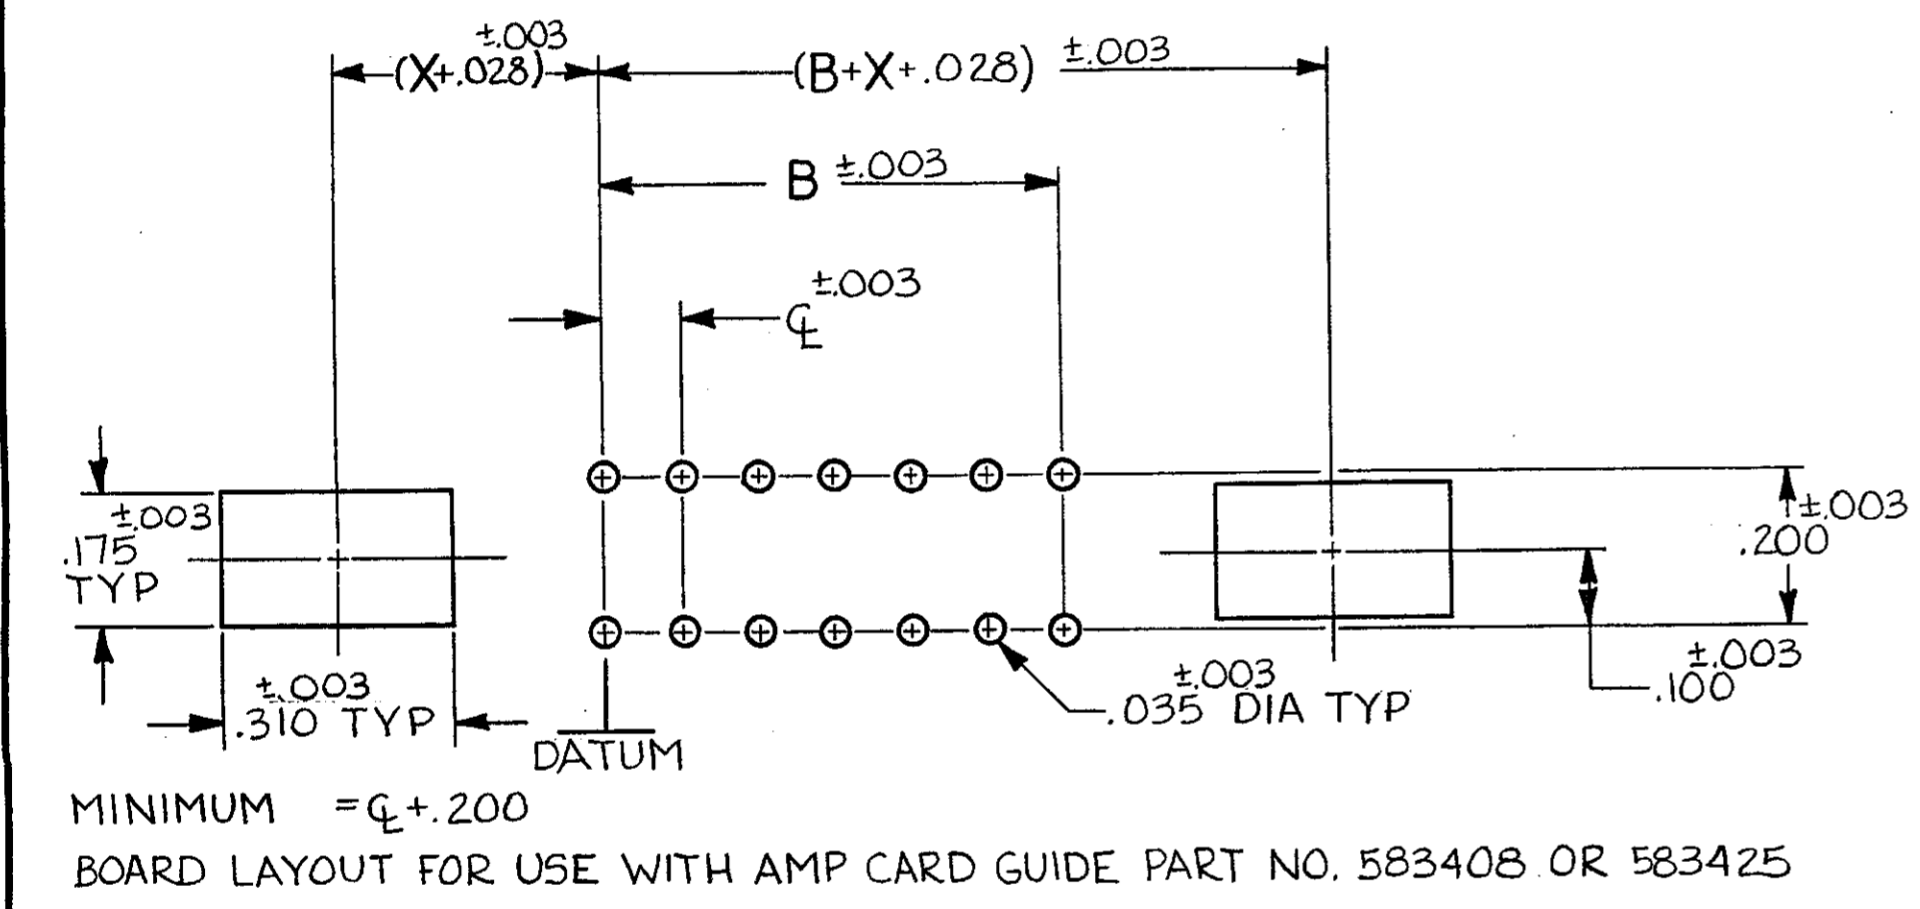 ±.003
(X+.028)
(B+X+.028) ±.003
B ±.003
±.003
℄
±.003
.175
TYP
±.003
.310 TYP
DATUM
±.003
.035 DIA TYP
±.003
.200
±.003
.100
MINIMUM = ℄+.200
BOARD LAYOUT FOR USE WITH AMP CARD GUIDE PART NO. 583408 OR 583425